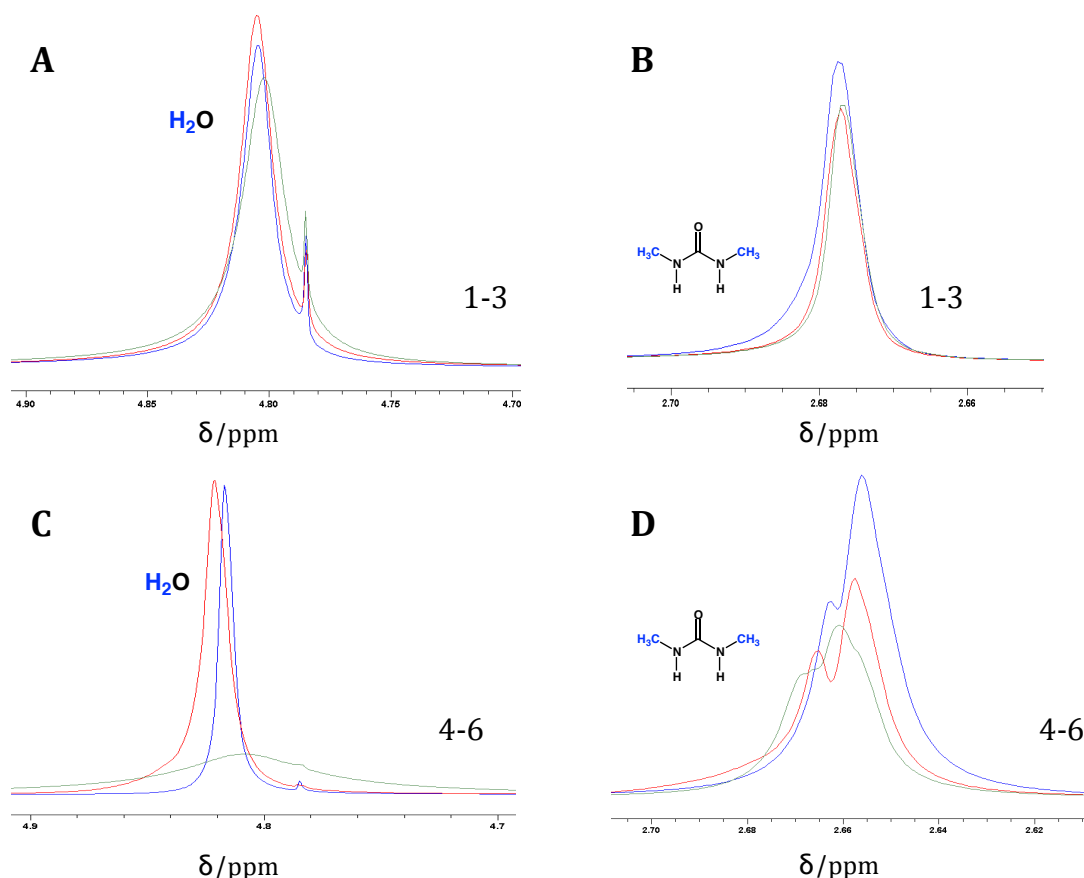 A
H₂O
1-3
4.90 4.85 4.80 4.75 4.70
δ/ppm
B
O
H₃C N N CH₃
H H
1-3
2.70 2.68 2.66
δ/ppm
C
H₂O
4-6
4.9 4.8 4.7
δ/ppm
D
O
H₃C N N CH₃
H H
4-6
2.70 2.68 2.66 2.64 2.62
δ/ppm